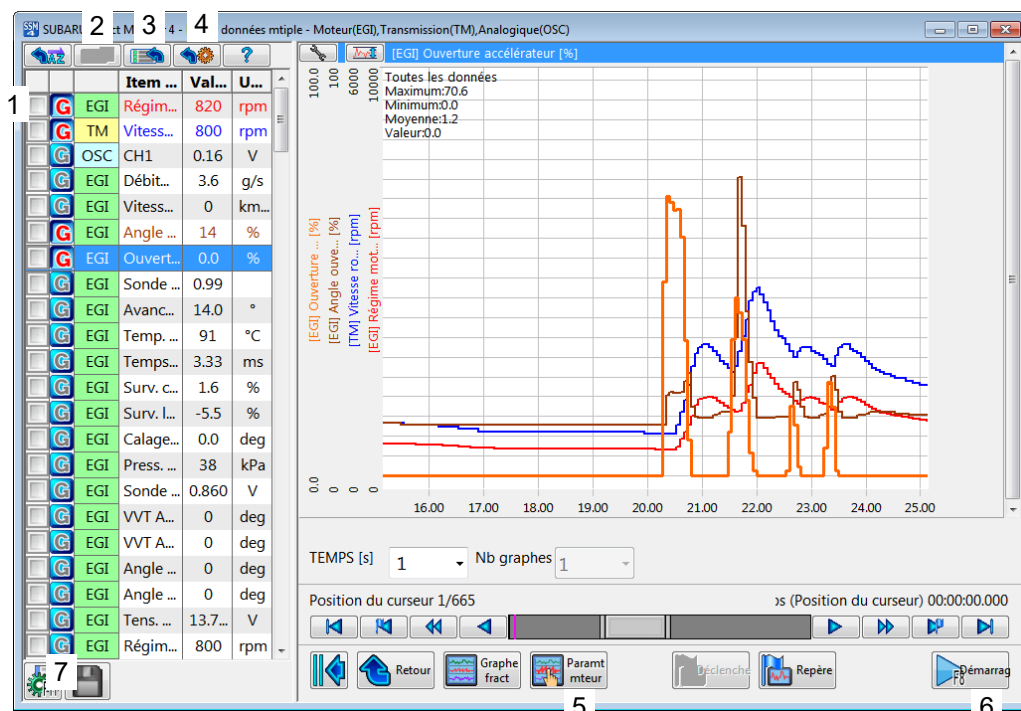 SUBAR ct M r 4 - données mtiple - Moteur(EGI),Transmission(TM),Analogique(OSC)
2 3 4
AZ ?
Item ... Val... U...
1 G EGI Régim... 820 rpm
G TM Vitess... 800 rpm
G OSC CH1 0.16 V
G EGI Débit... 3.6 g/s
G EGI Vitess... 0 km...
G EGI Angle ... 14 %
G EGI Ouvert... 0.0 %
G EGI Sonde ... 0.99
G EGI Avanc... 14.0 °
G EGI Temp. ... 91 °C
G EGI Temps... 3.33 ms
G EGI Surv. c... 1.6 %
G EGI Surv. l... -5.5 %
G EGI Calage... 0.0 deg
G EGI Press. ... 38 kPa
G EGI Sonde ... 0.860 V
G EGI VVT A... 0 deg
G EGI VVT A... 0 deg
G EGI Angle ... 0 deg
G EGI Angle ... 0 deg
G EGI Tens. ... 13.7... V
G EGI Régim... 800 rpm
7
[EGI] Ouverture accélérateur [%]
100.0 100 6000 10000
Toutes les données
Maximum:70.6
Minimum:0.0
Moyenne:1.2
Valeur:0.0
[EGI] Ouverture ... [%]
[EGI] Angle ouve... [%]
[TM] Vitesse ro... [rpm]
[EGI] Régime mot... [rpm]
0.0 0 0 0
16.00 17.00 18.00 19.00 20.00 21.00 22.00 23.00 24.00 25.00
TEMPS [s] 1 Nb graphes 1
Position du curseur 1/665 ɔs (Position du curseur) 00:00:00.000
Retour
Graphe fract
Paramt mteur
Déclenche
Repère
Démarrag
F8
5 6